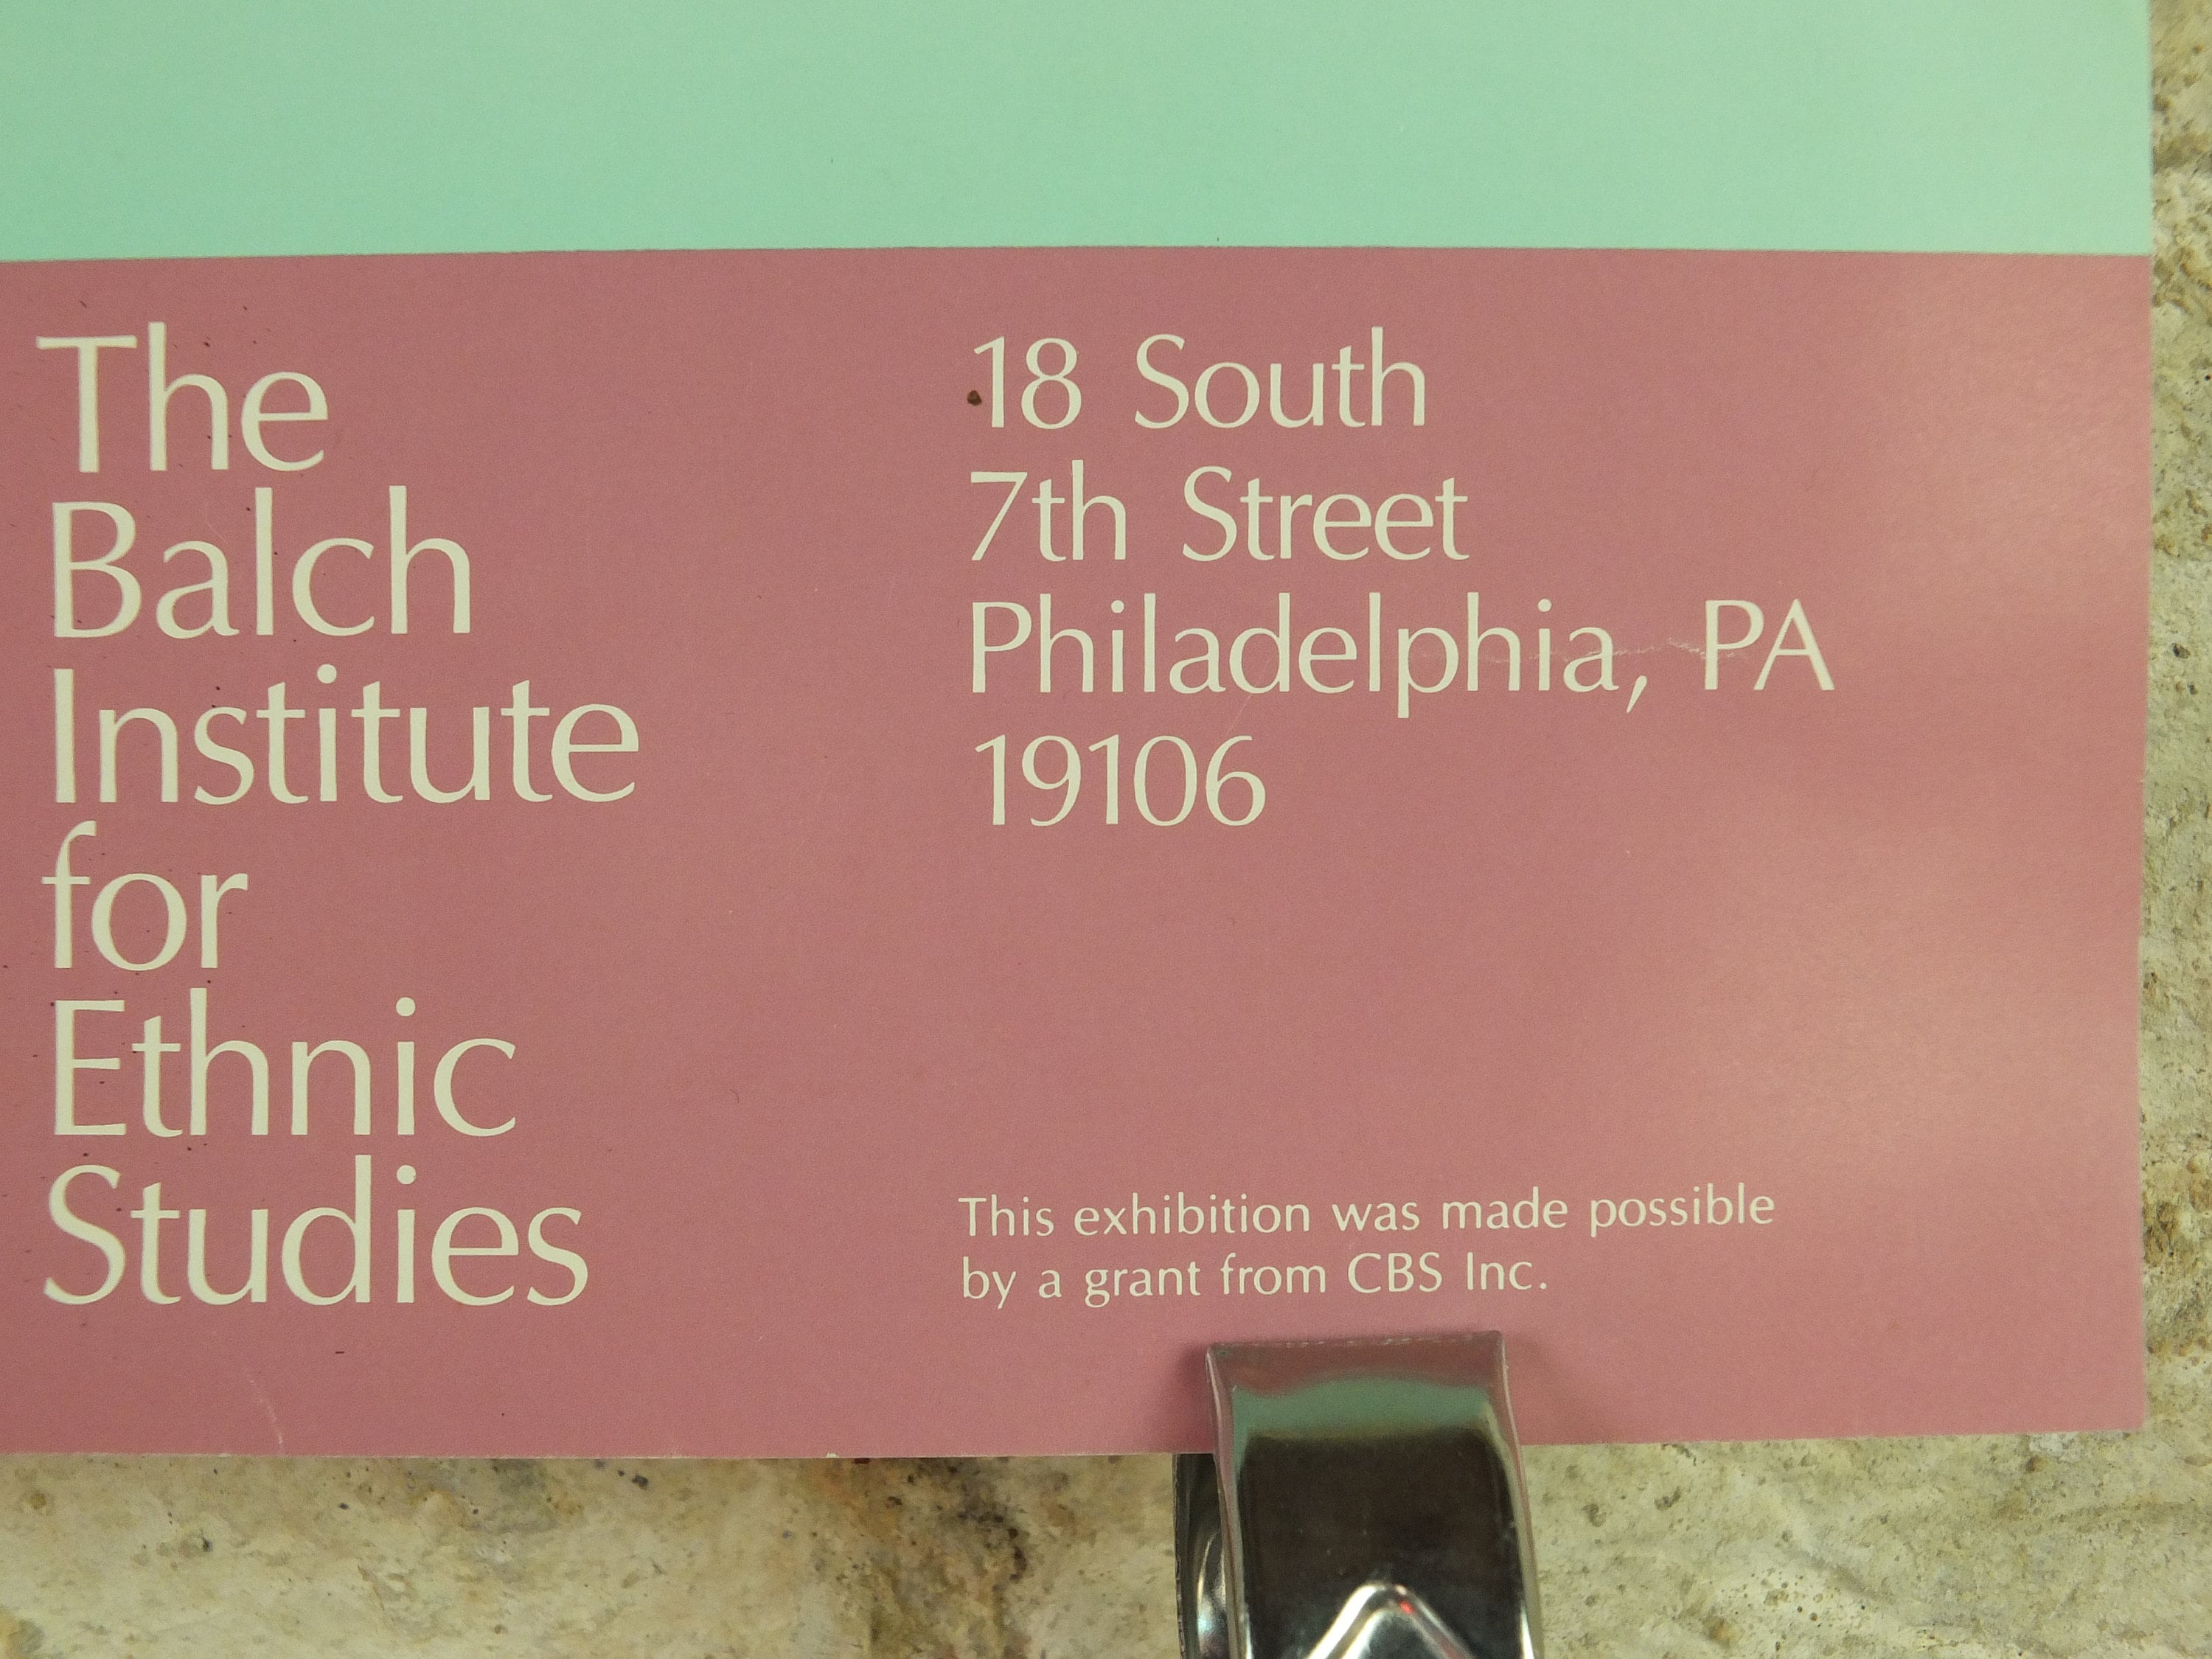 The
Balch
Institute
for
Ethnic
Studies
18 South
7th Street
Philadelphia, PA
19106
This exhibition was made possible
by a grant from CBS Inc.